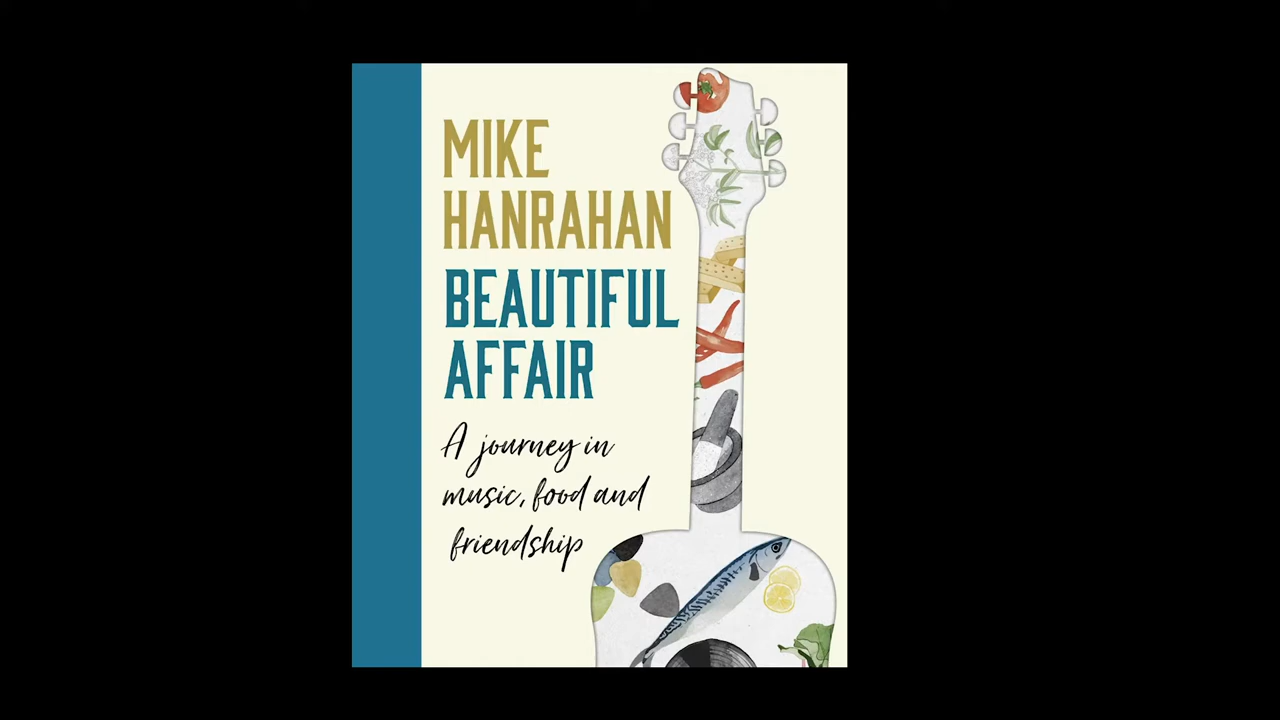 MIKE
HANRAHAN
BEAUTIFUL
AFFAIR
A journey in
music, food and
friendship